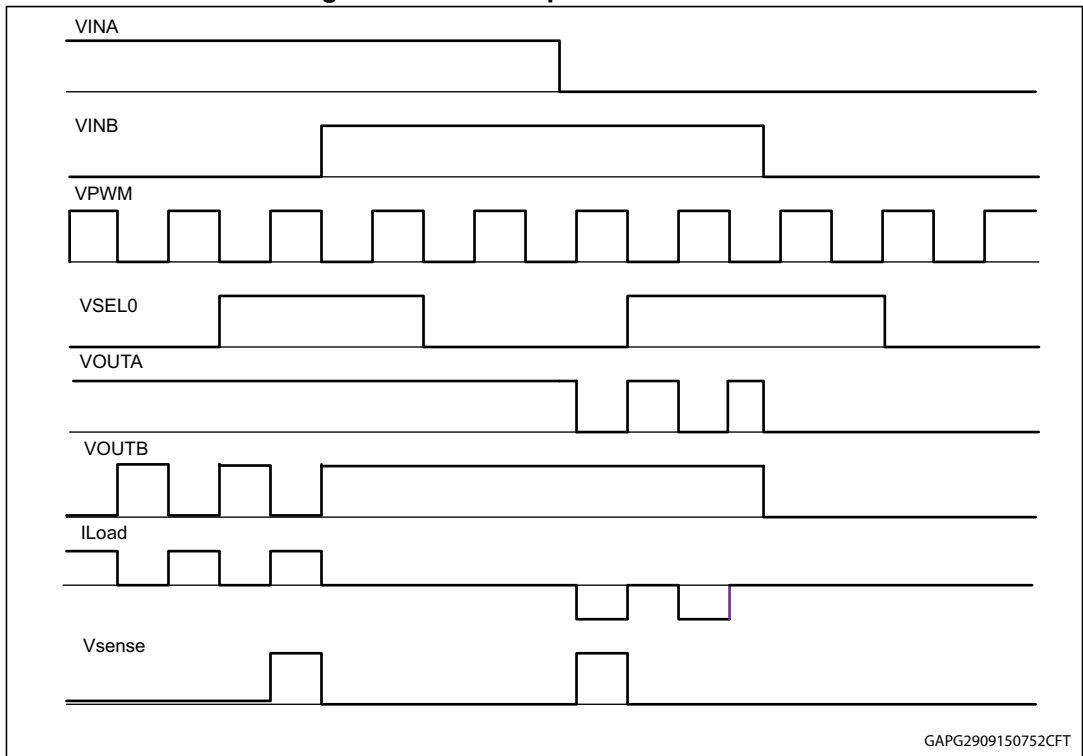 VINA
VINB
VPWM
VSEL0
VOUTA
VOUTB
ILoad
Vsense
GAPG2909150752CFT